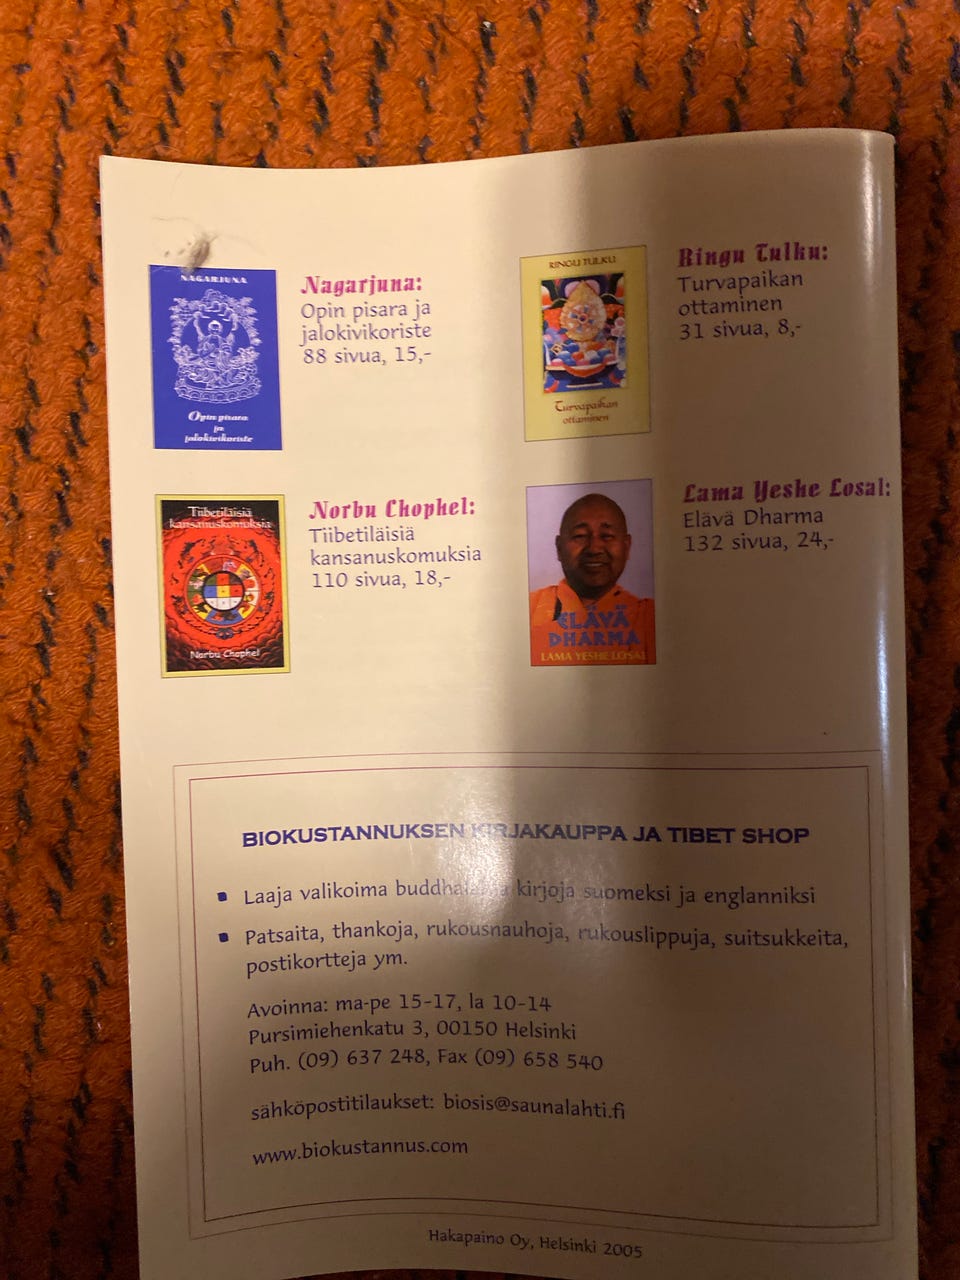 NAGARJUNA
Opin pisara
ja
jalokivikoriste
Nagarjuna:
Opin pisara ja
jalokivikoriste
88 sivua, 15,-
RINGU TULKU
Turvapaikan
ottaminen
Ringu Tulku:
Turvapaikan
ottaminen
31 sivua, 8,-
Tiibetiläisiä
kansanuskomuksia
Norbu Chophel
Norbu Chophel:
Tiibetiläisiä
kansanuskomuksia
110 sivua, 18,-
ELÄVÄ
DHARMA
LAMA YESHE LOSAL
Lama Yeshe Losal:
Elävä Dharma
132 sivua, 24,-
BIOKUSTANNUKSEN KIRJAKAUPPA JA TIBET SHOP
Laaja valikoima buddhalaisia kirjoja suomeksi ja englanniksi
Patsaita, thankoja, rukousnauhoja, rukouslippuja, suitsukkeita,
postikortteja ym.
Avoinna: ma-pe 15-17, la 10-14
Pursimiehenkatu 3, 00150 Helsinki
Puh. (09) 637 248, Fax (09) 658 540
sähköpostitilaukset: biosis@saunalahti.fi
www.biokustannus.com
Hakapaino Oy, Helsinki 2005